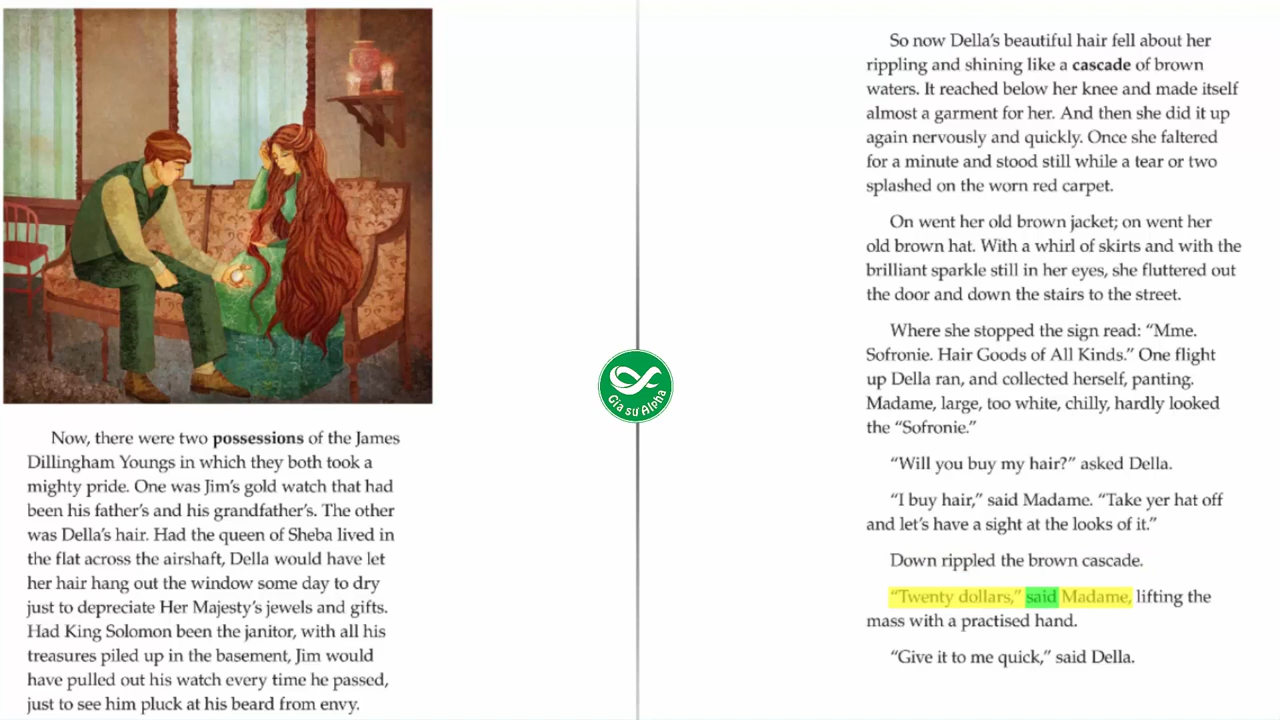 Now, there were two possessions of the James
Dillingham Youngs in which they both took a
mighty pride. One was Jim's gold watch that had
been his father's and his grandfather's. The other
was Della's hair. Had the queen of Sheba lived in
the flat across the airshaft, Della would have let
her hair hang out the window some day to dry
just to depreciate Her Majesty's jewels and gifts.
Had King Solomon been the janitor, with all his
treasures piled up in the basement, Jim would
have pulled out his watch every time he passed,
just to see him pluck at his beard from envy.
Gia sư Alpha
So now Della's beautiful hair fell about her
rippling and shining like a cascade of brown
waters. It reached below her knee and made itself
almost a garment for her. And then she did it up
again nervously and quickly. Once she faltered
for a minute and stood still while a tear or two
splashed on the worn red carpet.
On went her old brown jacket; on went her
old brown hat. With a whirl of skirts and with the
brilliant sparkle still in her eyes, she fluttered out
the door and down the stairs to the street.
Where she stopped the sign read: “Mme.
Sofronie. Hair Goods of All Kinds.” One flight
up Della ran, and collected herself, panting.
Madame, large, too white, chilly, hardly looked
the “Sofronie.”
“Will you buy my hair?” asked Della.
“I buy hair,” said Madame. “Take yer hat off
and let's have a sight at the looks of it.”
Down rippled the brown cascade.
“Twenty dollars,” said Madame, lifting the
mass with a practised hand.
“Give it to me quick,” said Della.